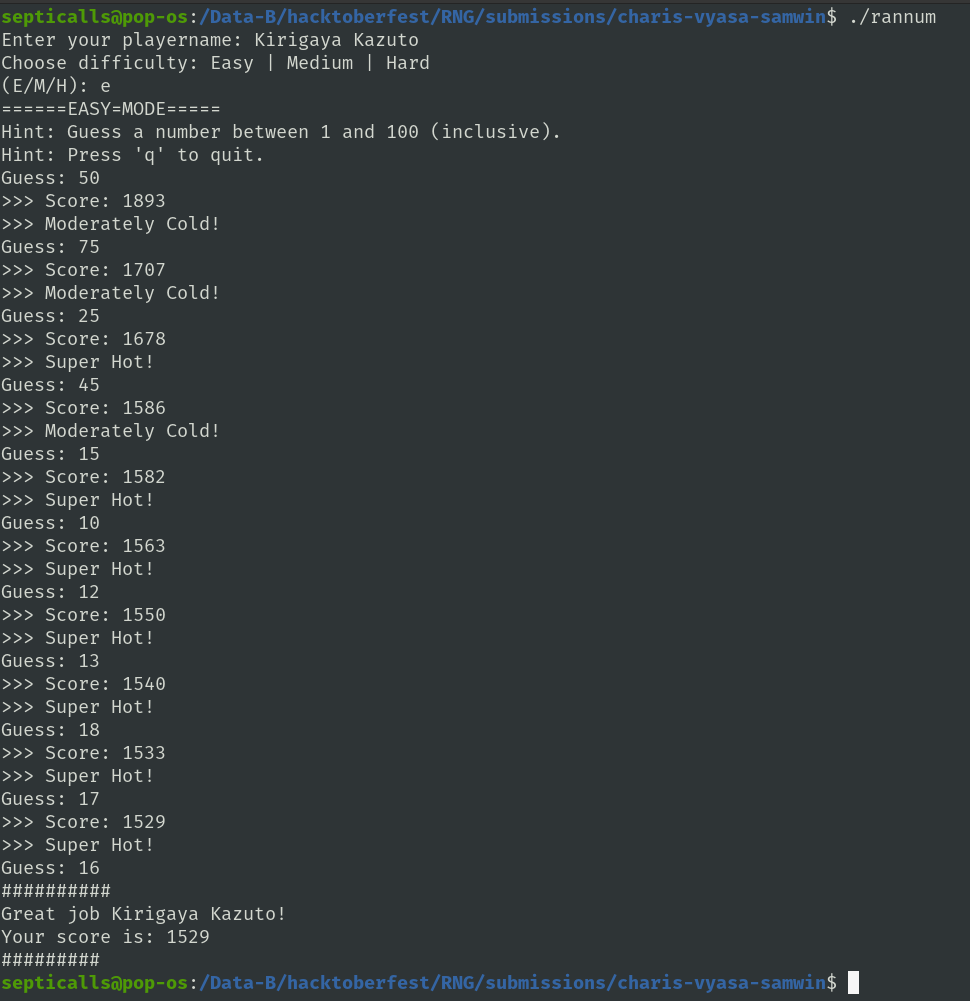 septicalls@pop-os:/Data-B/hacktoberfest/RNG/submissions/charis-vyasa-samwin$ ./rannum
Enter your playername: Kirigaya Kazuto
Choose difficulty: Easy | Medium | Hard
(E/M/H): e
======EASY=MODE=====
Hint: Guess a number between 1 and 100 (inclusive).
Hint: Press 'q' to quit.
Guess: 50
>>> Score: 1893
>>> Moderately Cold!
Guess: 75
>>> Score: 1707
>>> Moderately Cold!
Guess: 25
>>> Score: 1678
>>> Super Hot!
Guess: 45
>>> Score: 1586
>>> Moderately Cold!
Guess: 15
>>> Score: 1582
>>> Super Hot!
Guess: 10
>>> Score: 1563
>>> Super Hot!
Guess: 12
>>> Score: 1550
>>> Super Hot!
Guess: 13
>>> Score: 1540
>>> Super Hot!
Guess: 18
>>> Score: 1533
>>> Super Hot!
Guess: 17
>>> Score: 1529
>>> Super Hot!
Guess: 16
##########
Great job Kirigaya Kazuto!
Your score is: 1529
#########
septicalls@pop-os:/Data-B/hacktoberfest/RNG/submissions/charis-vyasa-samwin$